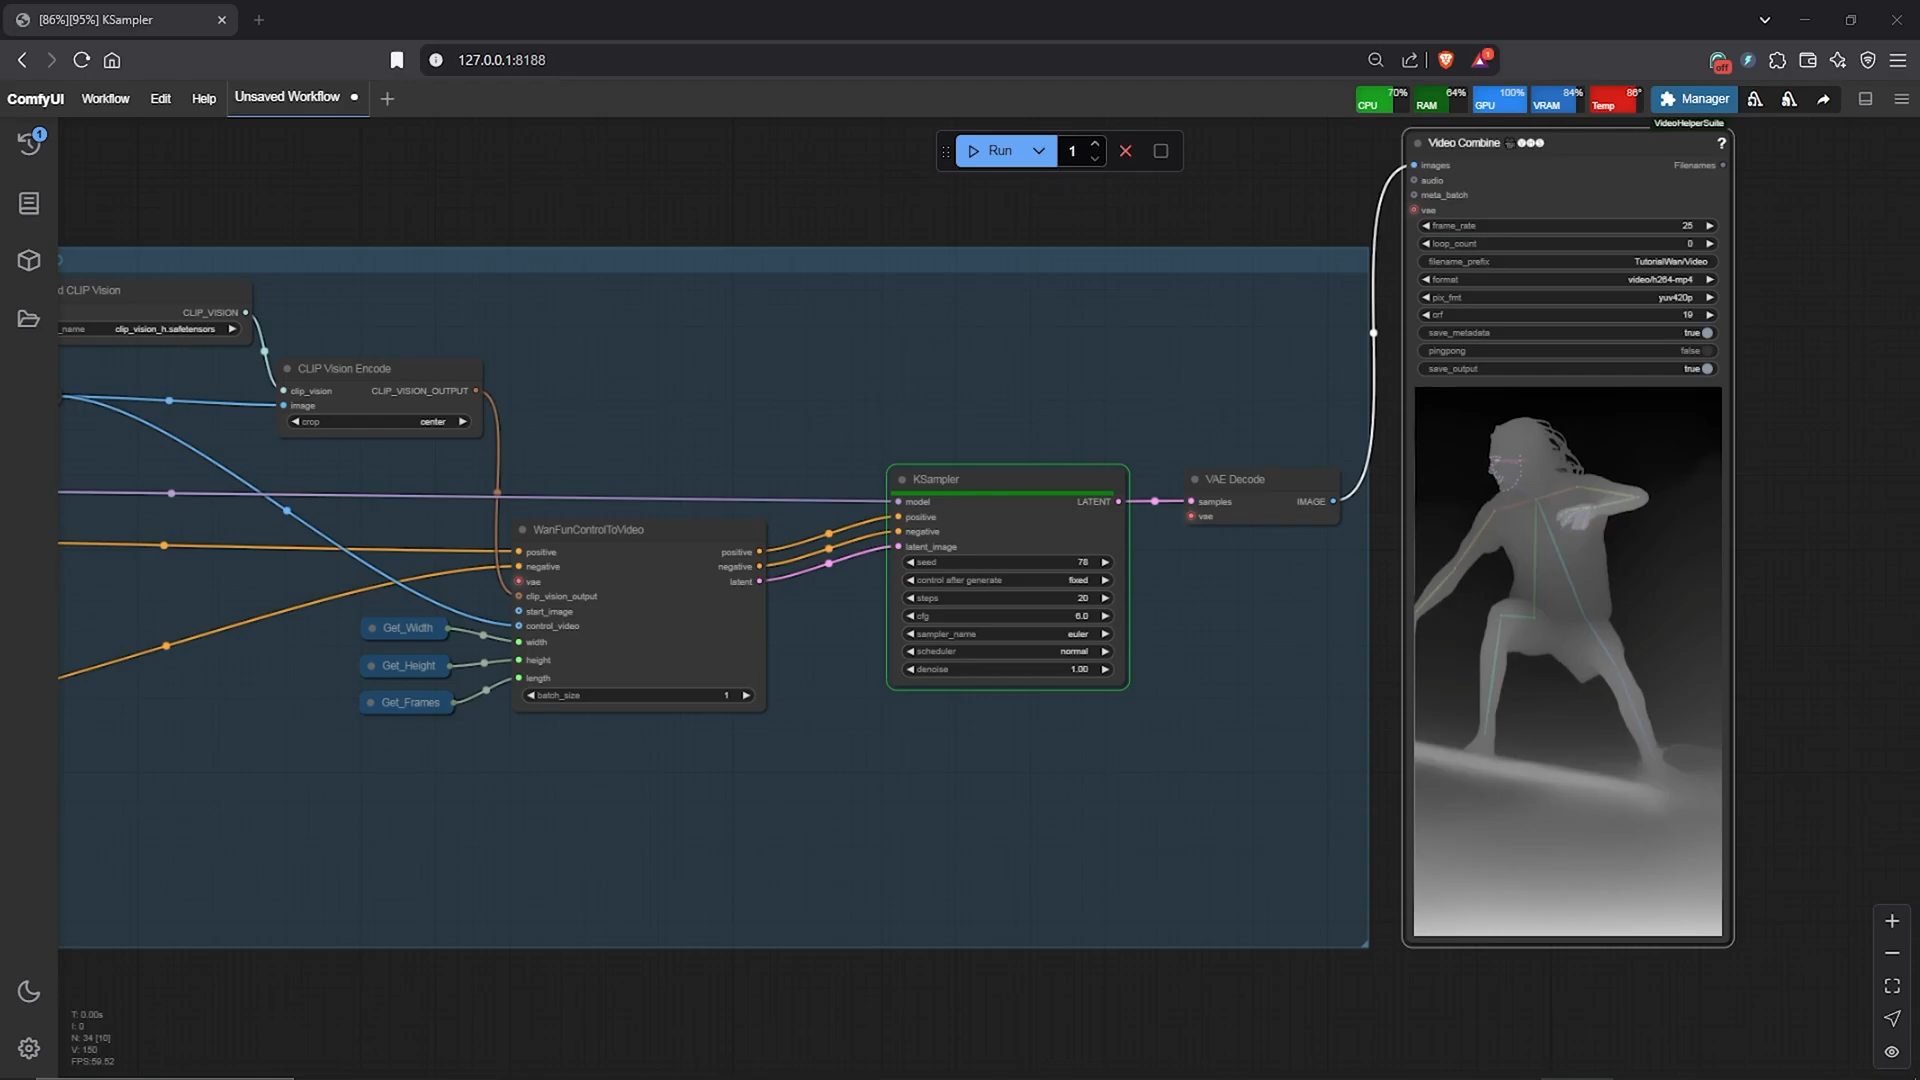 [86%][95%] KSampler
127.0.0.1:8188
1
off
ComfyUI
Workflow
Edit
Help
Unsaved Workflow
CPU 70%
RAM 64%
GPU 100%
VRAM 84%
Temp 86°
Manager
1
Run
1
VideoHelperSuite
Video Combine
?
images
Filenames
audio
meta_batch
vae
frame_rate 25
loop_count 0
filename_prefix TutorialWan/Video
format video/h264-mp4
pix_fmt yuv420p
crf 19
save_metadata true
pingpong false
save_output true
d CLIP Vision
CLIP_VISION
_name clip_vision_h.safetensors
CLIP Vision Encode
clip_vision CLIP_VISION_OUTPUT
image
crop center
WanFunControlToVideo
positive positive
negative negative
vae latent
clip_vision_output
start_image
control_video
width
height
length
batch_size 1
Get_Width
Get_Height
Get_Frames
KSampler
model LATENT
positive
negative
latent_image
seed 78
control after generate fixed
steps 20
cfg 6.0
sampler_name euler
scheduler normal
denoise 1.00
VAE Decode
samples IMAGE
vae
T: 0.00s
I: 0
N: 34 [10]
V: 150
FPS:59.52